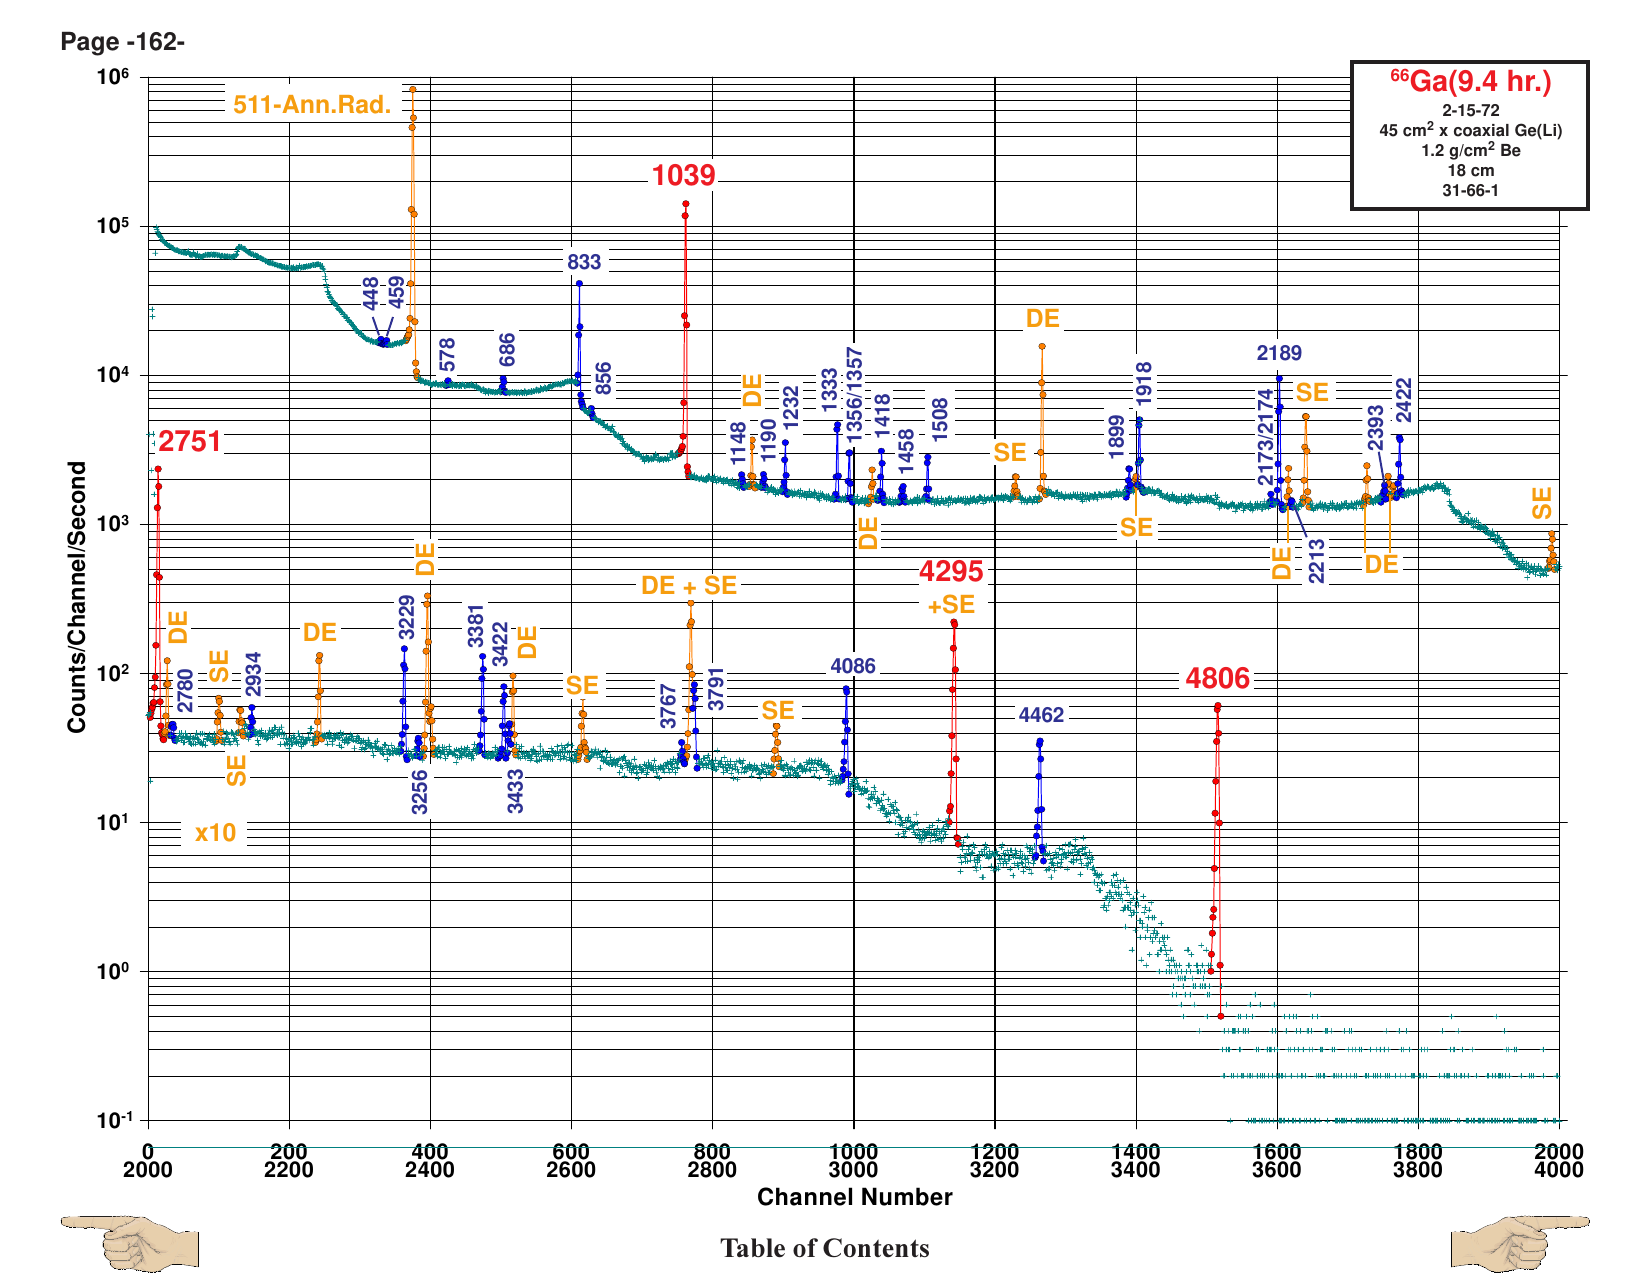 Page -162-
⁶⁶Ga(9.4 hr.)
2-15-72
45 cm² x coaxial Ge(Li)
1.2 g/cm² Be
18 cm
31-66-1
10⁶
10⁵
10⁴
10³
10²
10¹
10⁰
10⁻¹
Counts/Channel/Second
511-Ann.Rad.
448
459
578
686
833
856
1039
1148
DE
1190
1232
1333
1356/1357
DE
1418
1458
1508
SE
DE
1899
SE
1918
2173/2174
2189
DE
2213
SE
DE
2393
2422
SE
2751
DE
2780
SE
SE
2934
DE
3229
3256
DE
3381
3422
3433
DE
SE
DE + SE
3767
3791
SE
4086
4295
+SE
4462
4806
x10
0 200 400 600 800 1000 1200 1400 1600 1800 2000
2000 2200 2400 2600 2800 3000 3200 3400 3600 3800 4000
Channel Number
Table of Contents